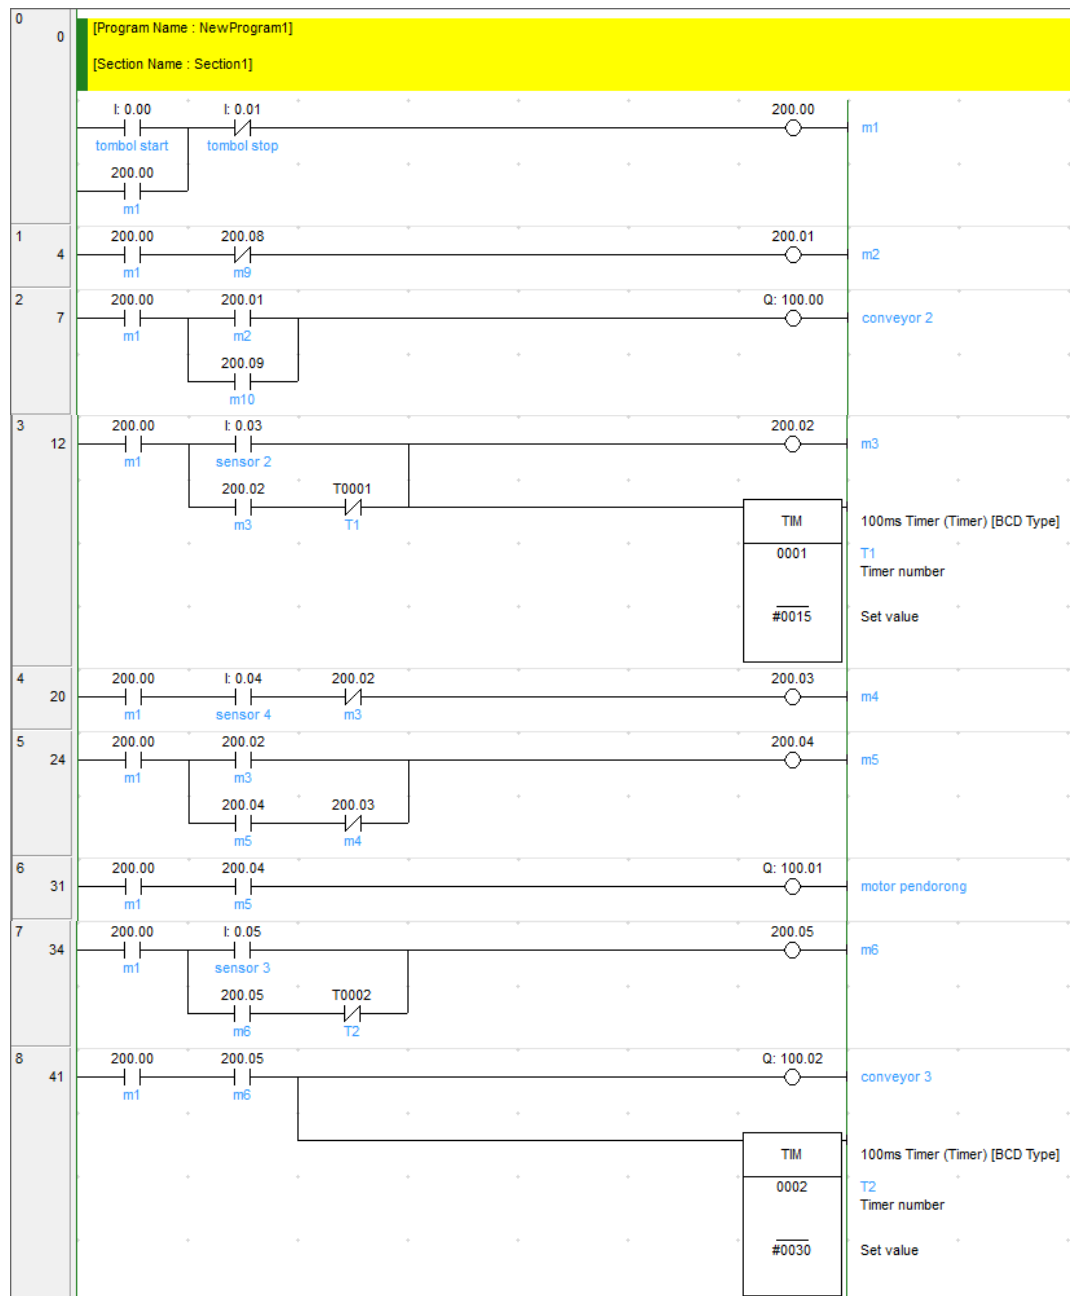 0
0
[Program Name : NewProgram1]
[Section Name : Section1]
I: 0.00 I: 0.01 200.00
m1
tombol start tombol stop
200.00
m1
1
4
200.00 200.08 200.01
m2
m1 m9
2
7
200.00 200.01 Q: 100.00
conveyor 2
m1 m2
200.09
m10
3
12
200.00 I: 0.03 200.02
m3
m1 sensor 2
200.02 T0001
m3 T1
TIM 100ms Timer (Timer) [BCD Type]
0001 T1
Timer number
#0015 Set value
4
20
200.00 I: 0.04 200.02 200.03
m4
m1 sensor 4 m3
5
24
200.00 200.02 200.04
m5
m1 m3
200.04 200.03
m5 m4
6
31
200.00 200.04 Q: 100.01
motor pendorong
m1 m5
7
34
200.00 I: 0.05 200.05
m6
m1 sensor 3
200.05 T0002
m6 T2
8
41
200.00 200.05 Q: 100.02
conveyor 3
m1 m6
TIM 100ms Timer (Timer) [BCD Type]
0002 T2
Timer number
#0030 Set value